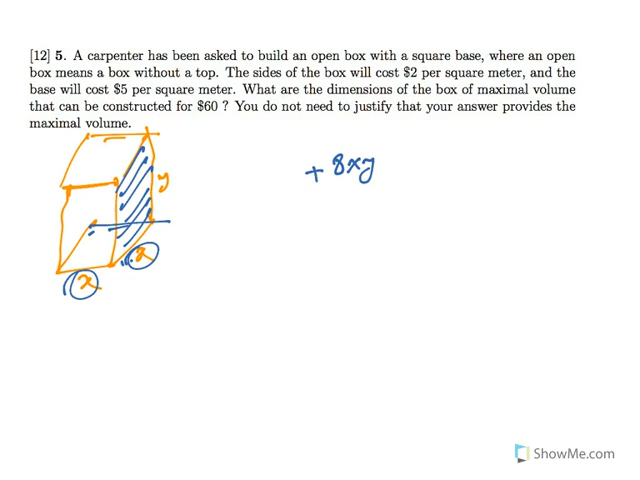 [12] 5. A carpenter has been asked to build an open box with a square base, where an open
box means a box without a top. The sides of the box will cost $2 per square meter, and the
base will cost $5 per square meter. What are the dimensions of the box of maximal volume
that can be constructed for $60 ? You do not need to justify that your answer provides the
maximal volume.
+ 8xy
y
x
x
ShowMe.com